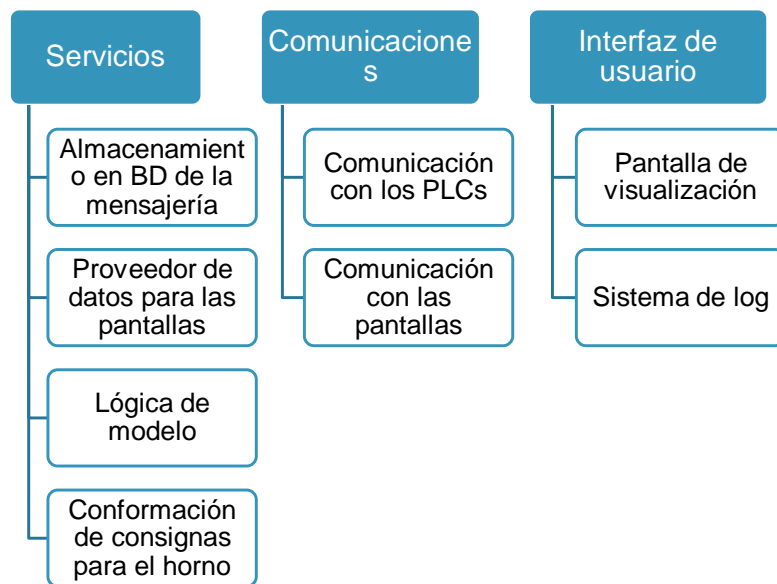 Servicios
Almacenamient
o en BD de la
mensajería
Proveedor de
datos para las
pantallas
Lógica de
modelo
Conformación
de consignas
para el horno
Comunicacione
s
Comunicación
con los PLCs
Comunicación
con las
pantallas
Interfaz de
usuario
Pantalla de
visualización
Sistema de log